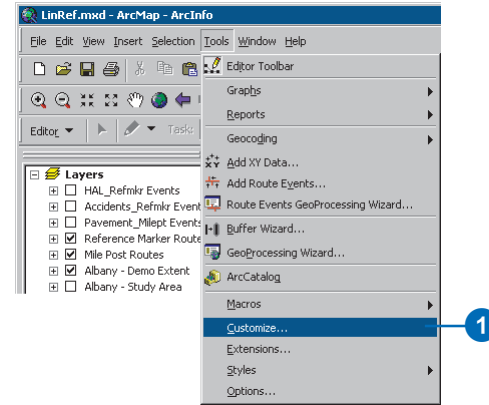 LinRef.mxd - ArcMap - ArcInfo
File Edit View Insert Selection Tools Window Help
Editor Task:
Layers
HAL_Refmkr Events
Accidents_Refmkr Event
Pavement_Milept Events
Reference Marker Route
Mile Post Routes
Albany - Demo Extent
Albany - Study Area
Editor Toolbar
Graphs
Reports
Geocoding
Add XY Data...
Add Route Events...
Route Events GeoProcessing Wizard...
Buffer Wizard...
GeoProcessing Wizard...
ArcCatalog
Macros
Customize...
Extensions...
Styles
Options...
1